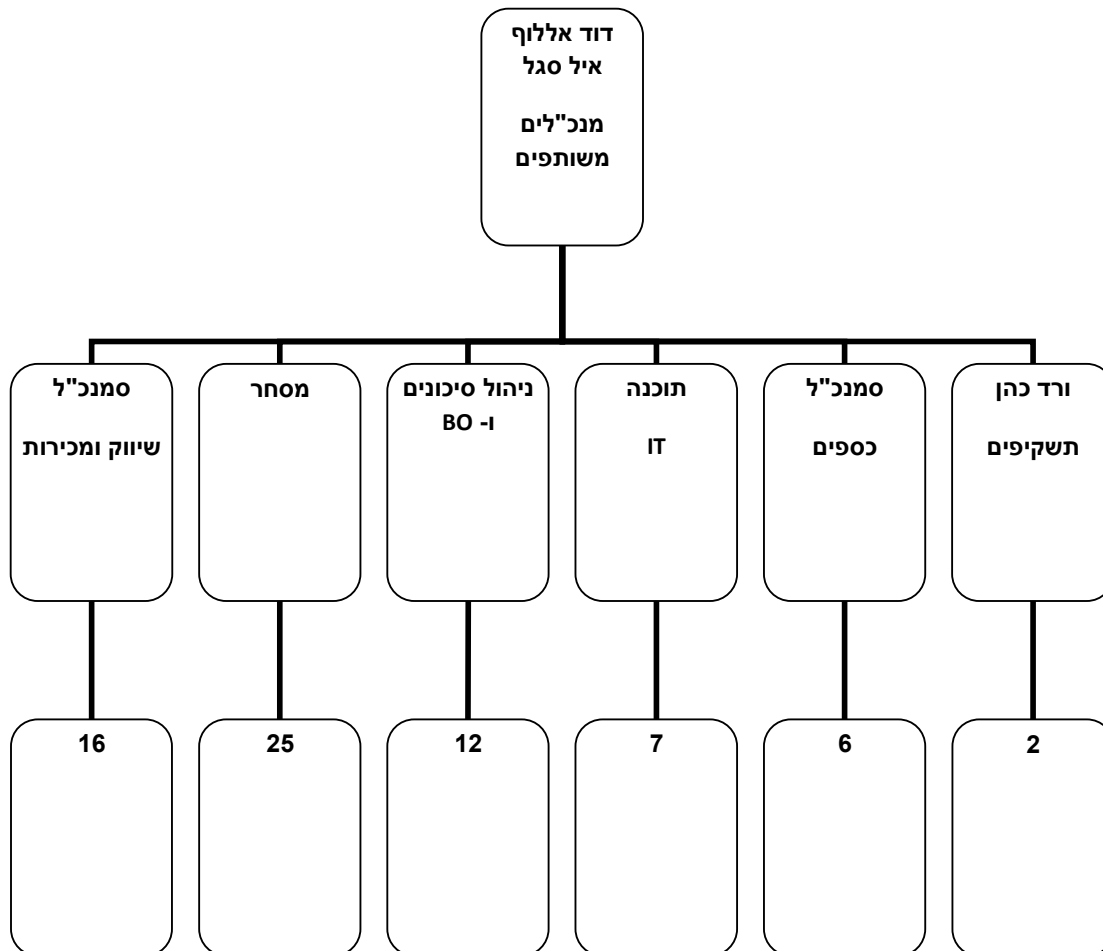 דוד אללוף
איל סגל
מנכ"לים
משותפים
ורד כהן
תשקיפים
סמנכ"ל
כספים
תוכנה
IT
ניהול סיכונים
ו- BO
מסחר
סמנכ"ל
שיווק ומכירות
2
6
7
12
25
16